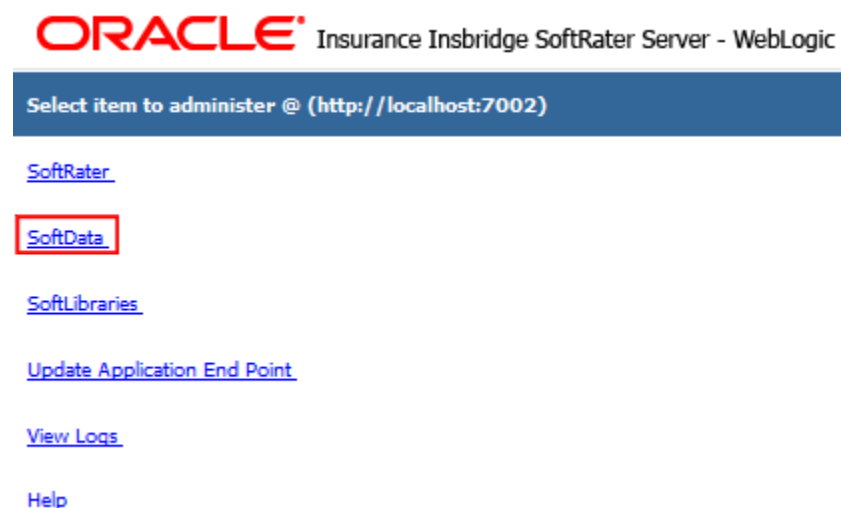 ORACLE Insurance Insbridge SoftRater Server - WebLogic
Select item to administer @ (http://localhost:7002)
SoftRater
SoftData
SoftLibraries
Update Application End Point
View Logs
Help